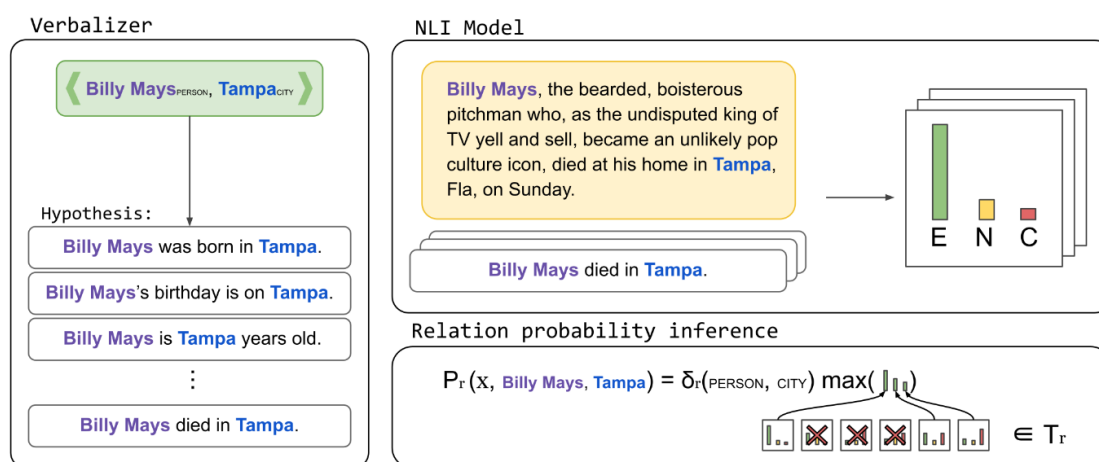 Verbalizer
Billy Mays PERSON, Tampa CITY
Hypothesis:
Billy Mays was born in Tampa.
Billy Mays's birthday is on Tampa.
Billy Mays is Tampa years old.
⋮
Billy Mays died in Tampa.
NLI Model
Billy Mays, the bearded, boisterous
pitchman who, as the undisputed king of
TV yell and sell, became an unlikely pop
culture icon, died at his home in Tampa,
Fla, on Sunday.
Billy Mays died in Tampa.
E N C
Relation probability inference
Pr (x, Billy Mays, Tampa) = δr(PERSON, CITY) max( )
∈ Tr